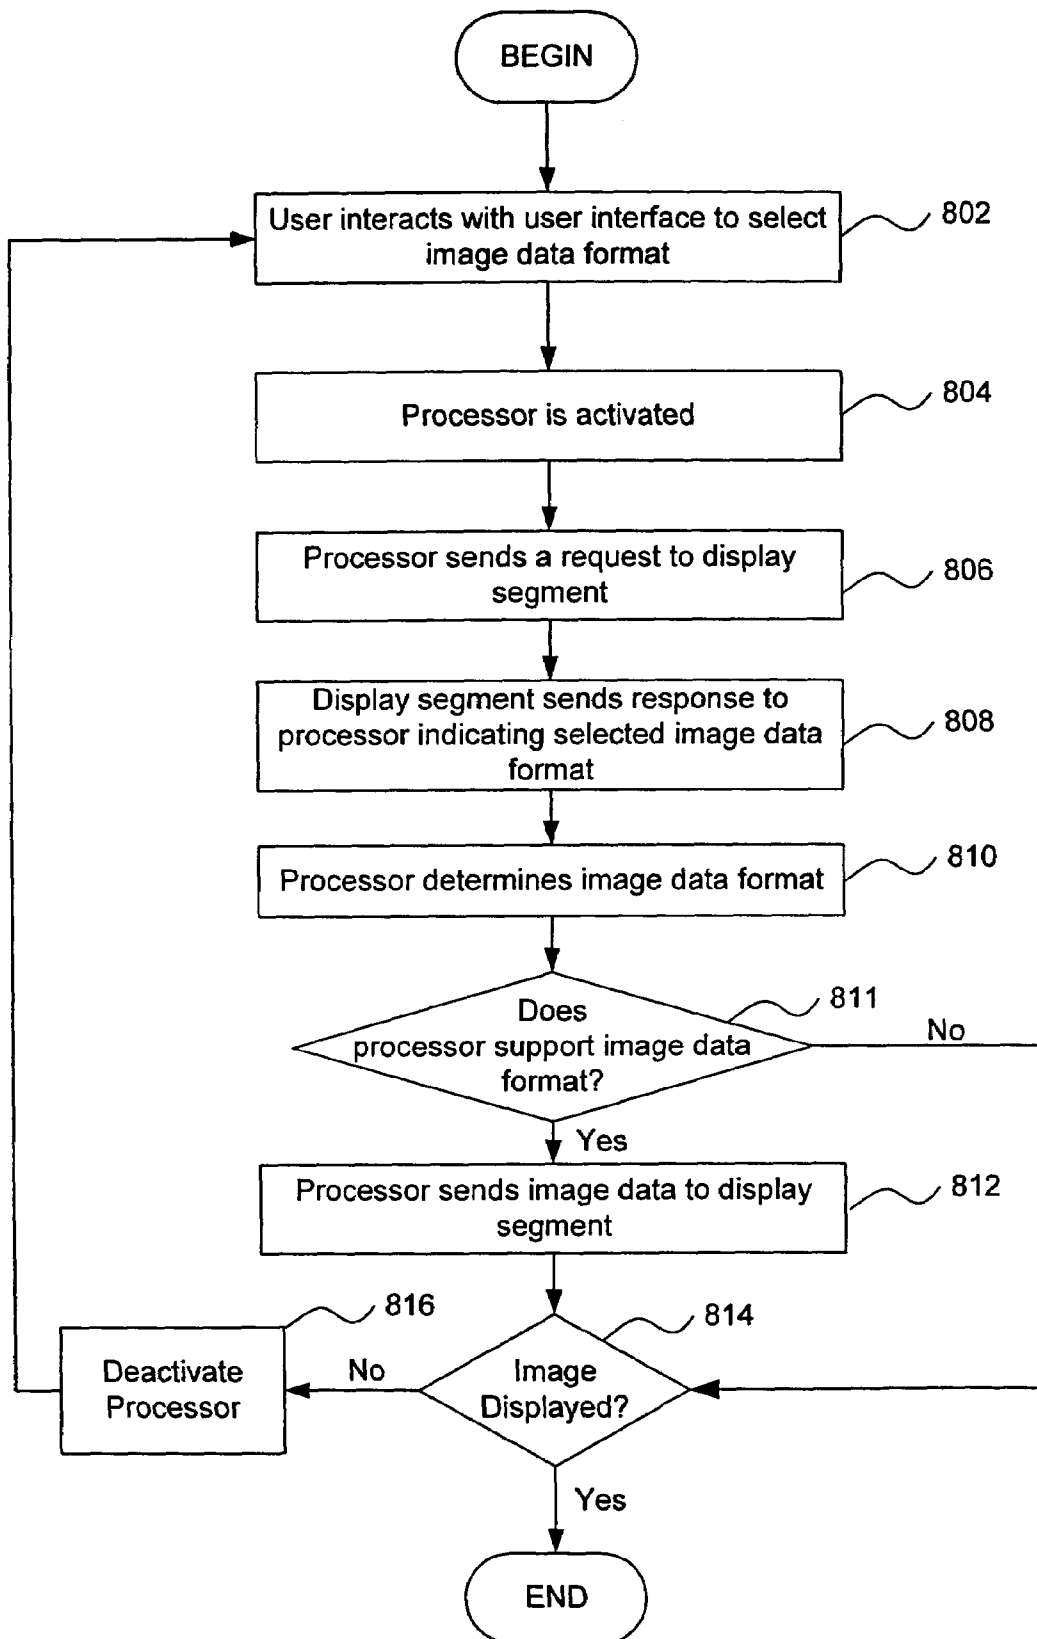 BEGIN
User interacts with user interface to select
image data format
802
Processor is activated
804
Processor sends a request to display
segment
806
Display segment sends response to
processor indicating selected image data
format
808
Processor determines image data format
810
Does
processor support image data
format?
811
No
Yes
Processor sends image data to display
segment
812
816
814
Deactivate
Processor
No
Image
Displayed?
Yes
END